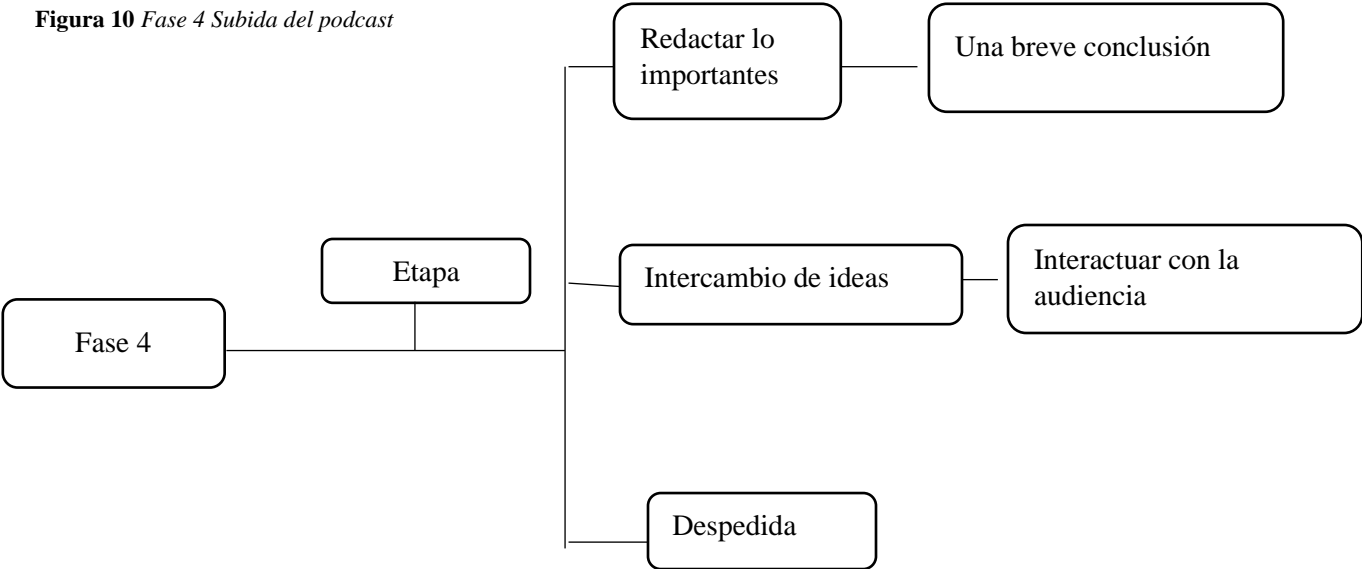 Figura 10 Fase 4 Subida del podcast
Redactar lo
importantes
Una breve conclusión
Etapa
Intercambio de ideas
Interactuar con la
audiencia
Fase 4
Despedida